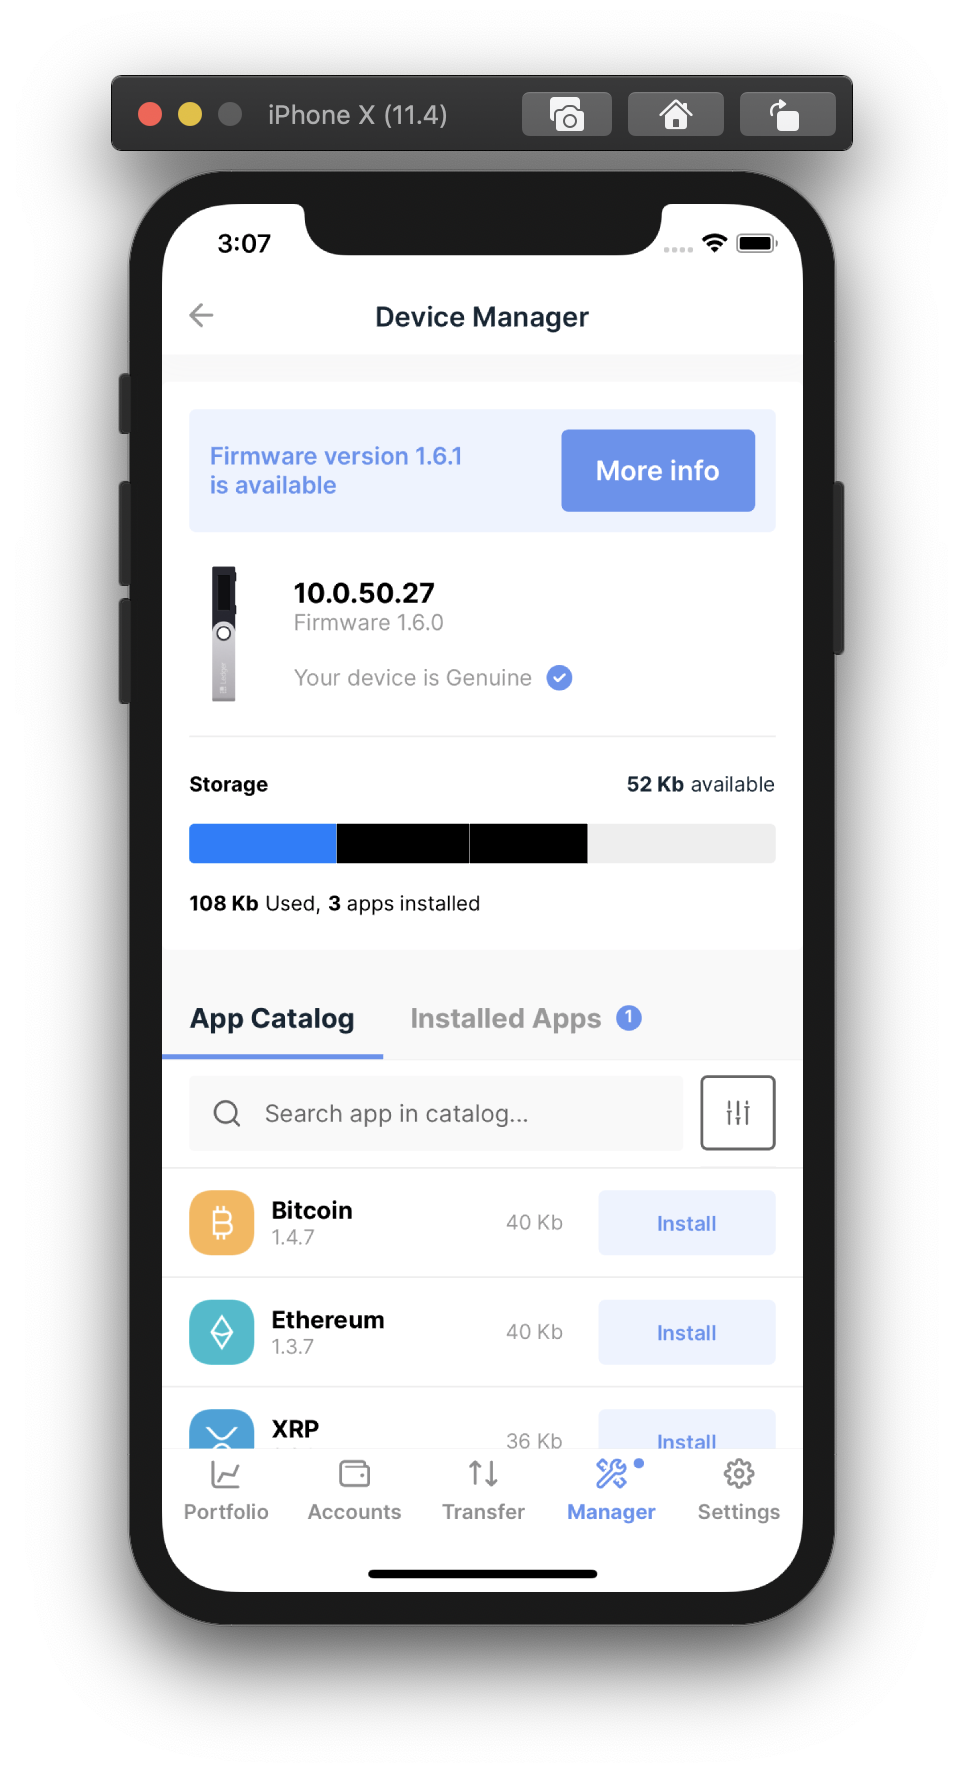 iPhone X (11.4)
3:07
Device Manager
Firmware version 1.6.1
is available
More info
10.0.50.27
Firmware 1.6.0
Your device is Genuine
Storage
52 Kb available
108 Kb Used, 3 apps installed
App Catalog
Installed Apps 1
Search app in catalog...
Bitcoin
1.4.7
40 Kb
Install
Ethereum
1.3.7
40 Kb
Install
XRP
36 Kb
Install
Portfolio
Accounts
Transfer
Manager
Settings